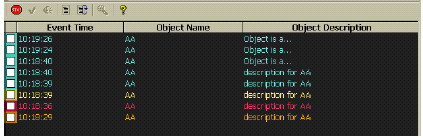 Event Time Object Name Object Description
10:19:26 AA Object is a...
10:19:24 AA Object is a...
10:18:40 AA Object is a...
10:18:40 AA description for AA
10:18:39 AA description for AA
10:18:39 AA description for AA
10:18:36 AA description for AA
10:18:29 AA description for AA